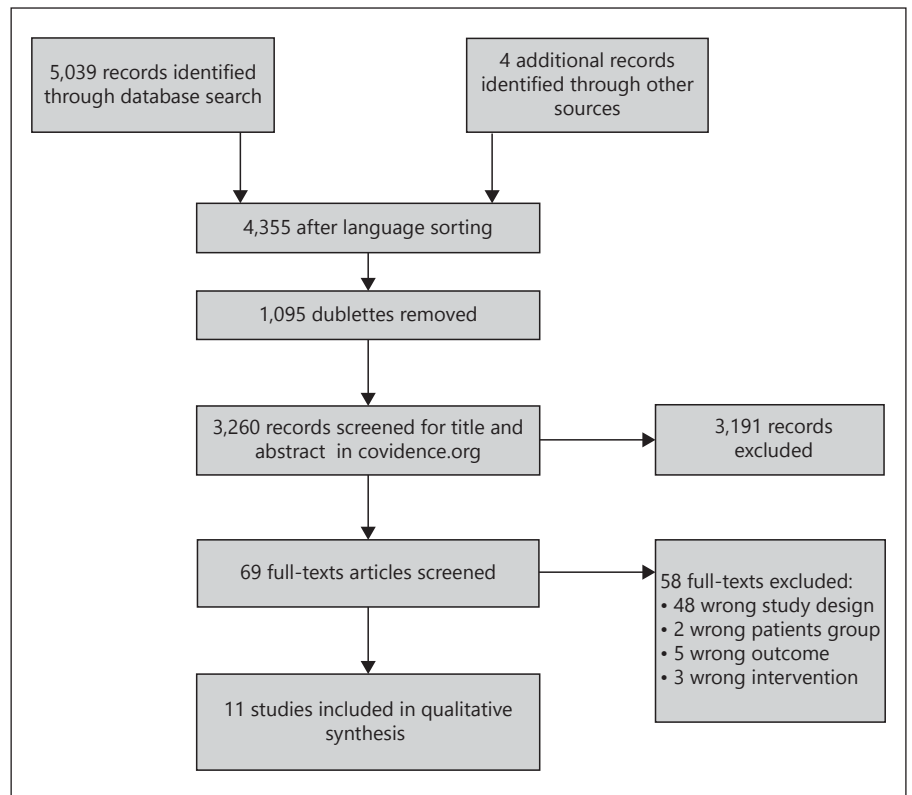 5,039 records identified
through database search
4 additional records
identified through other
sources
4,355 after language sorting
1,095 dublettes removed
3,260 records screened for title and
abstract in covidence.org
3,191 records
excluded
69 full-texts articles screened
58 full-texts excluded:
• 48 wrong study design
• 2 wrong patients group
• 5 wrong outcome
• 3 wrong intervention
11 studies included in qualitative
synthesis